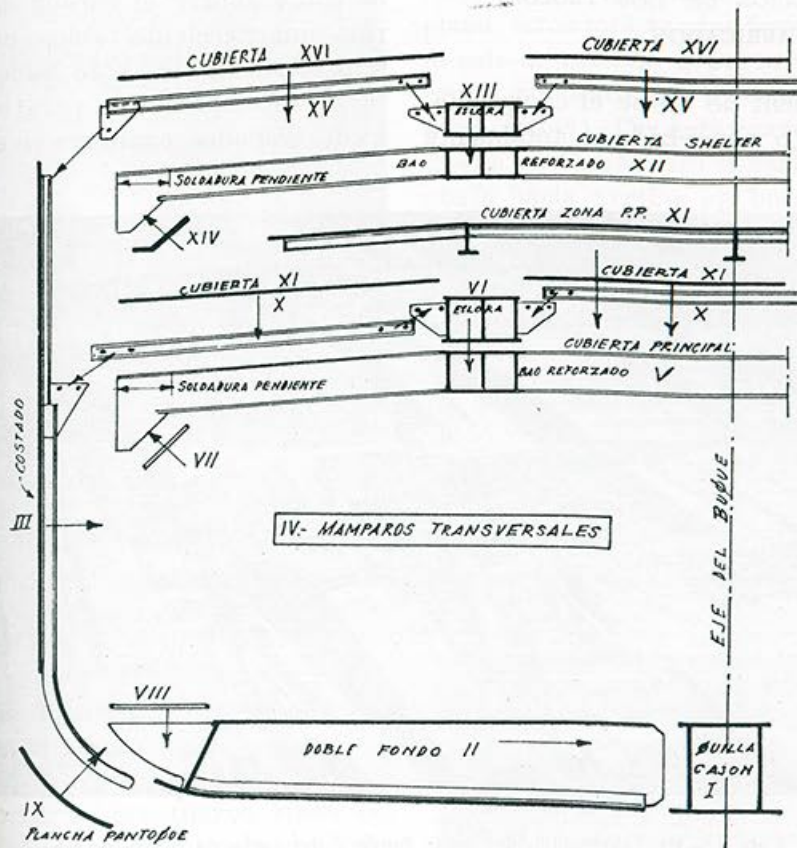 CUBIERTA XVI
CUBIERTA XVI
XV
XIII
XV
ESLORA
CUBIERTA SHELTER
BAO
REFORZADO XII
SOLDADURA PENDIENTE
XIV
CUBIERTA ZONA P.P. XI
CUBIERTA XI
VI
CUBIERTA XI
X
ESLORA
X
CUBIERTA PRINCIPAL
SOLDADURA PENDIENTE
BAO REFORZADO V
VII
COSTADO
III
IV.- MAMPAROS TRANSVERSALES
EJE DEL BUQUE
VIII
DOBLE FONDO II
QUILLA
CAJON
I
IX
PLANCHA PANTOQUE